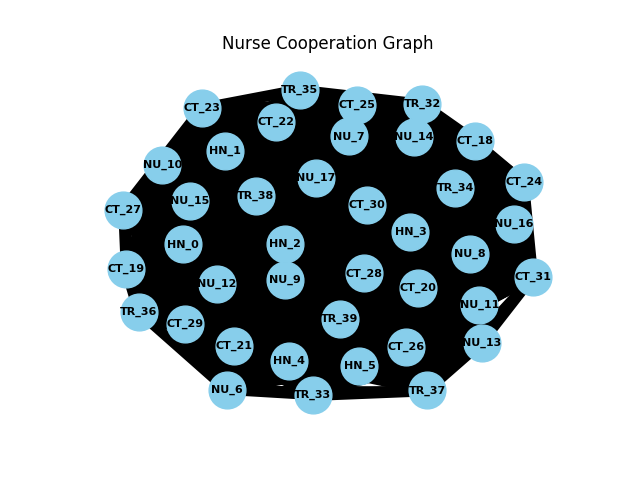 Nurse Cooperation Graph
TR_35
CT_23
CT_25
TR_32
CT_22
NU_7
NU_14
CT_18
HN_1
NU_10
NU_17
CT_24
TR_34
TR_38
NU_15
CT_30
CT_27
NU_16
HN_3
HN_0
HN_2
NU_8
CT_19
CT_28
CT_31
NU_9
NU_12
CT_20
NU_11
TR_36
TR_39
CT_29
NU_13
CT_21
CT_26
HN_4
HN_5
NU_6
TR_37
TR_33